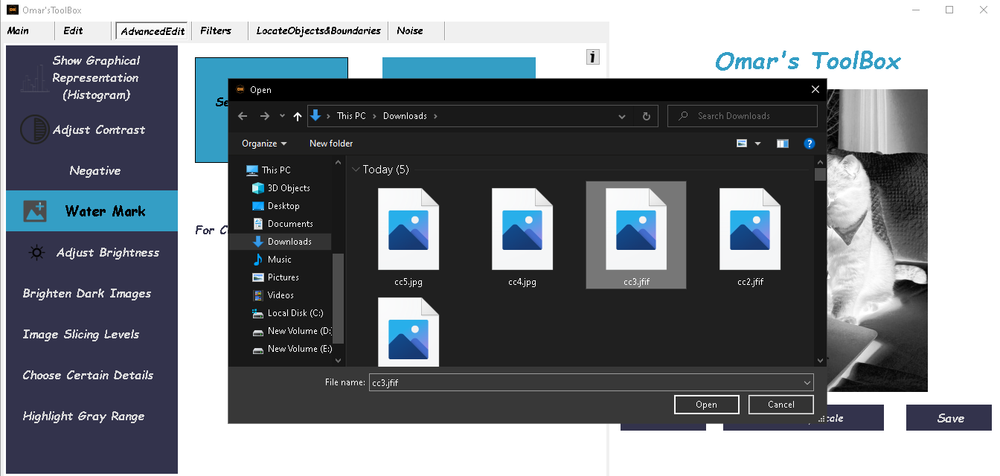 Omar'sToolBox
Main
Edit
AdvancedEdit
Filters
LocateObjects&Boundaries
Noise
Show Graphical
Representation
(Histogram)
Adjust Contrast
Negative
Water Mark
Adjust Brightness
Brighten Dark Images
Image Slicing Levels
Choose Certain Details
Highlight Gray Range
Se
For C
i
Omar's ToolBox
Open
This PC
Downloads
Search Downloads
Organize
New folder
?
This PC
3D Objects
Desktop
Documents
Downloads
Music
Pictures
Videos
Local Disk (C:)
New Volume (D:
New Volume (E:)
Today (5)
cc5.jpg
cc4.jpg
cc3.jfif
cc2.jfif
File name:
cc3.jfif
Open
Cancel
cale
Save